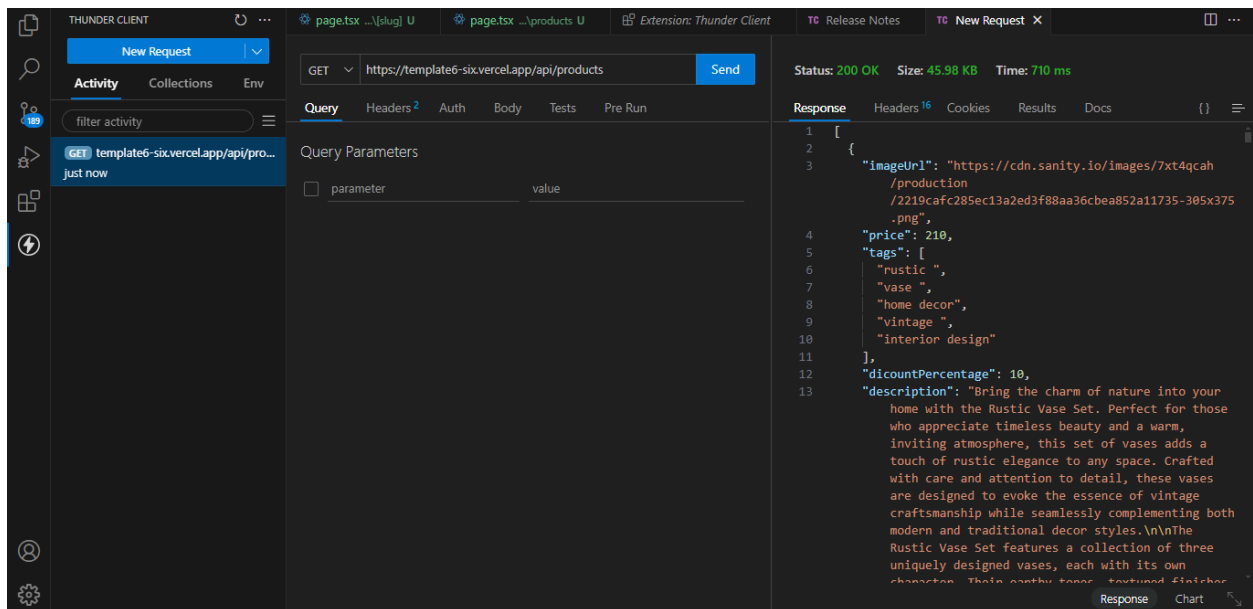 THUNDER CLIENT
New Request
Activity Collections Env
filter activity
GET template6-six.vercel.app/api/pro...
just now
189
page.tsx ...\[slug] U
page.tsx ...\products U
Extension: Thunder Client
TC Release Notes
TC New Request
GET https://template6-six.vercel.app/api/products Send
Query Headers 2 Auth Body Tests Pre Run
Query Parameters
parameter value
Status: 200 OK Size: 45.98 KB Time: 710 ms
Response Headers 16 Cookies Results Docs {}
1 [
2 {
3 "imageUrl": "https://cdn.sanity.io/images/7xt4qcah
/production
/2219cafc285ec13a2ed3f88aa36cbea852a11735-305x375
.png",
4 "price": 210,
5 "tags": [
6 "rustic ",
7 "vase ",
8 "home decor",
9 "vintage ",
10 "interior design"
11 ],
12 "dicountPercentage": 10,
13 "description": "Bring the charm of nature into your
home with the Rustic Vase Set. Perfect for those
who appreciate timeless beauty and a warm,
inviting atmosphere, this set of vases adds a
touch of rustic elegance to any space. Crafted
with care and attention to detail, these vases
are designed to evoke the essence of vintage
craftsmanship while seamlessly complementing both
modern and traditional decor styles.\n\nThe
Rustic Vase Set features a collection of three
uniquely designed vases, each with its own
character. Their earthy tones, textured finishes
Response Chart